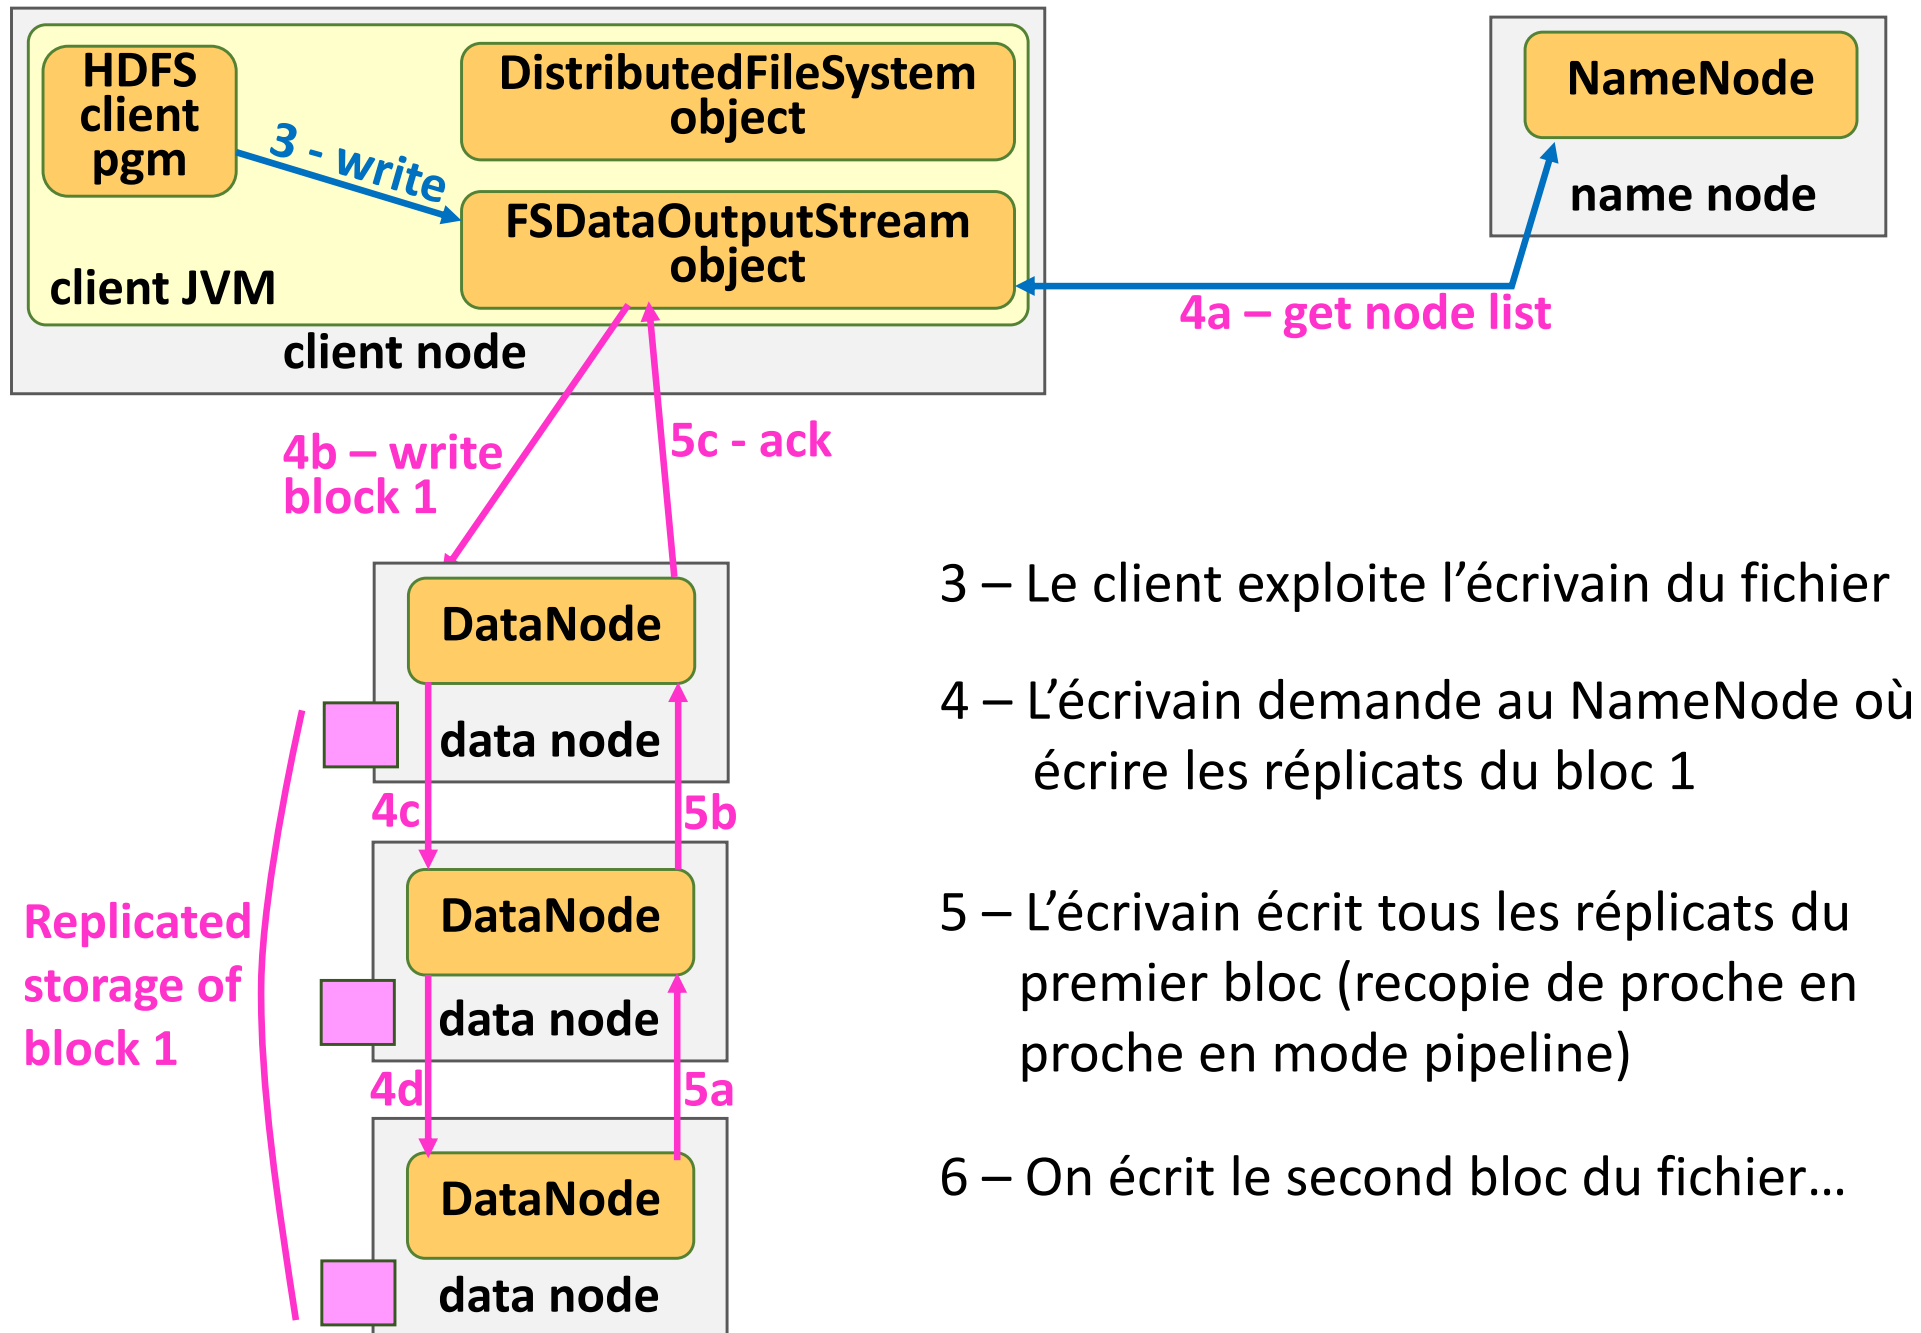 HDFS
client
pgm
DistributedFileSystem
object
3 - write
FSDataOutputStream
object
client JVM
client node
NameNode
name node
4a – get node list
4b – write
block 1
5c - ack
DataNode
data node
4c
5b
DataNode
data node
4d
5a
DataNode
data node
Replicated
storage of
block 1
3 – Le client exploite l’écrivain du fichier
4 – L’écrivain demande au NameNode où
écrire les réplicats du bloc 1
5 – L’écrivain écrit tous les réplicats du
premier bloc (recopie de proche en
proche en mode pipeline)
6 – On écrit le second bloc du fichier…